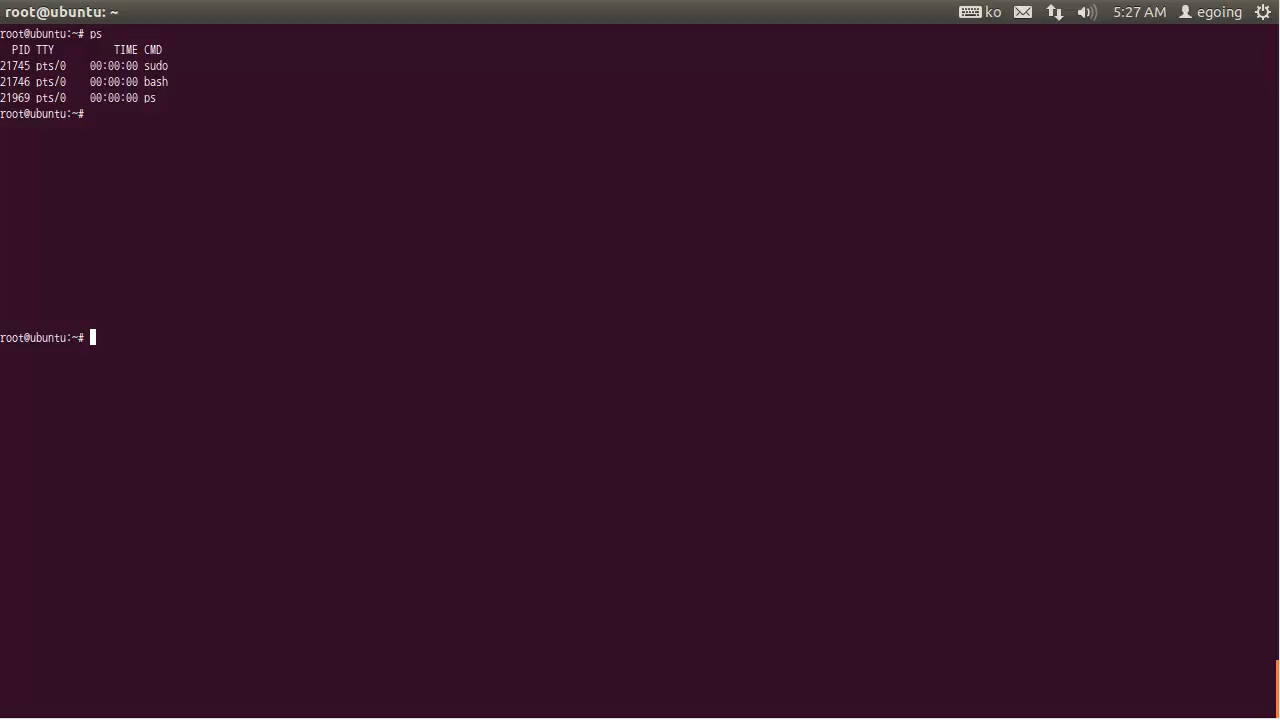 root@ubuntu: ~ ko 5:27 AM egoing
root@ubuntu:~# ps
  PID TTY          TIME CMD
21745 pts/0    00:00:00 sudo
21746 pts/0    00:00:00 bash
21969 pts/0    00:00:00 ps
root@ubuntu:~#
root@ubuntu:~#